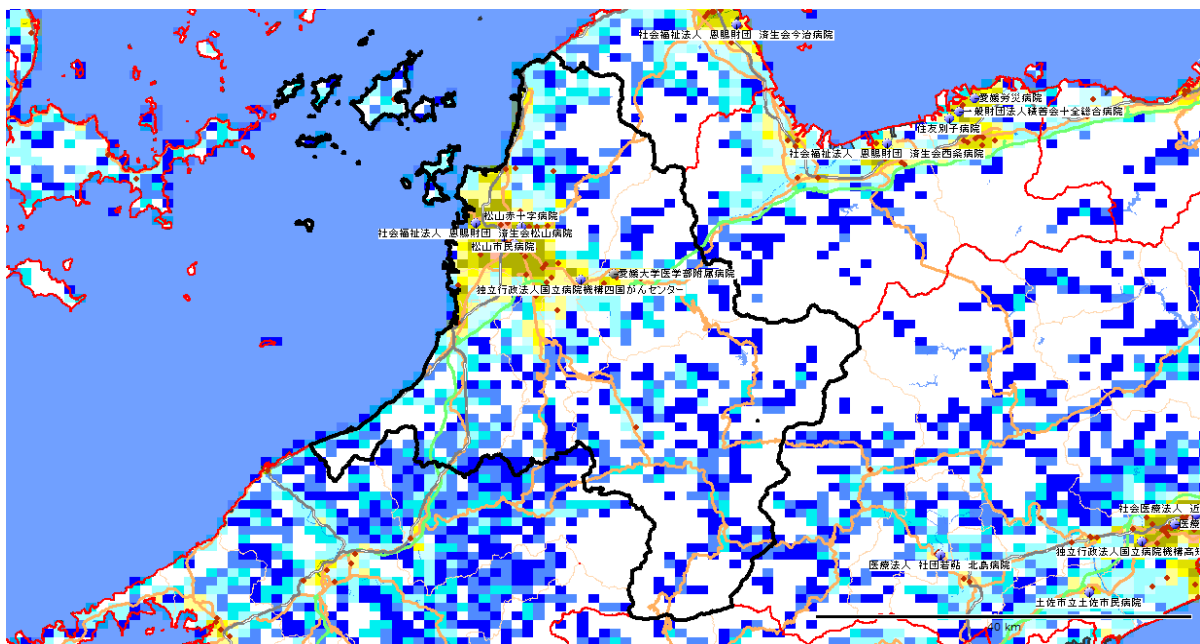 社会福祉法人 恩賜財団 済生会今治病院
愛媛労災病院
一般財団法人積善会十全総合病院
住友別子病院
社会福祉法人 恩賜財団 済生会西条病院
松山赤十字病院
社会福祉法人 恩賜財団 済生会松山病院
松山市民病院
愛媛大学医学部附属病院
独立行政法人国立病院機構四国がんセンター
社会医療法人 近
医療
独立行政法人国立病院機構高知
医療法人 社団若鮎 北島病院
土佐市立土佐市民病院
40 km